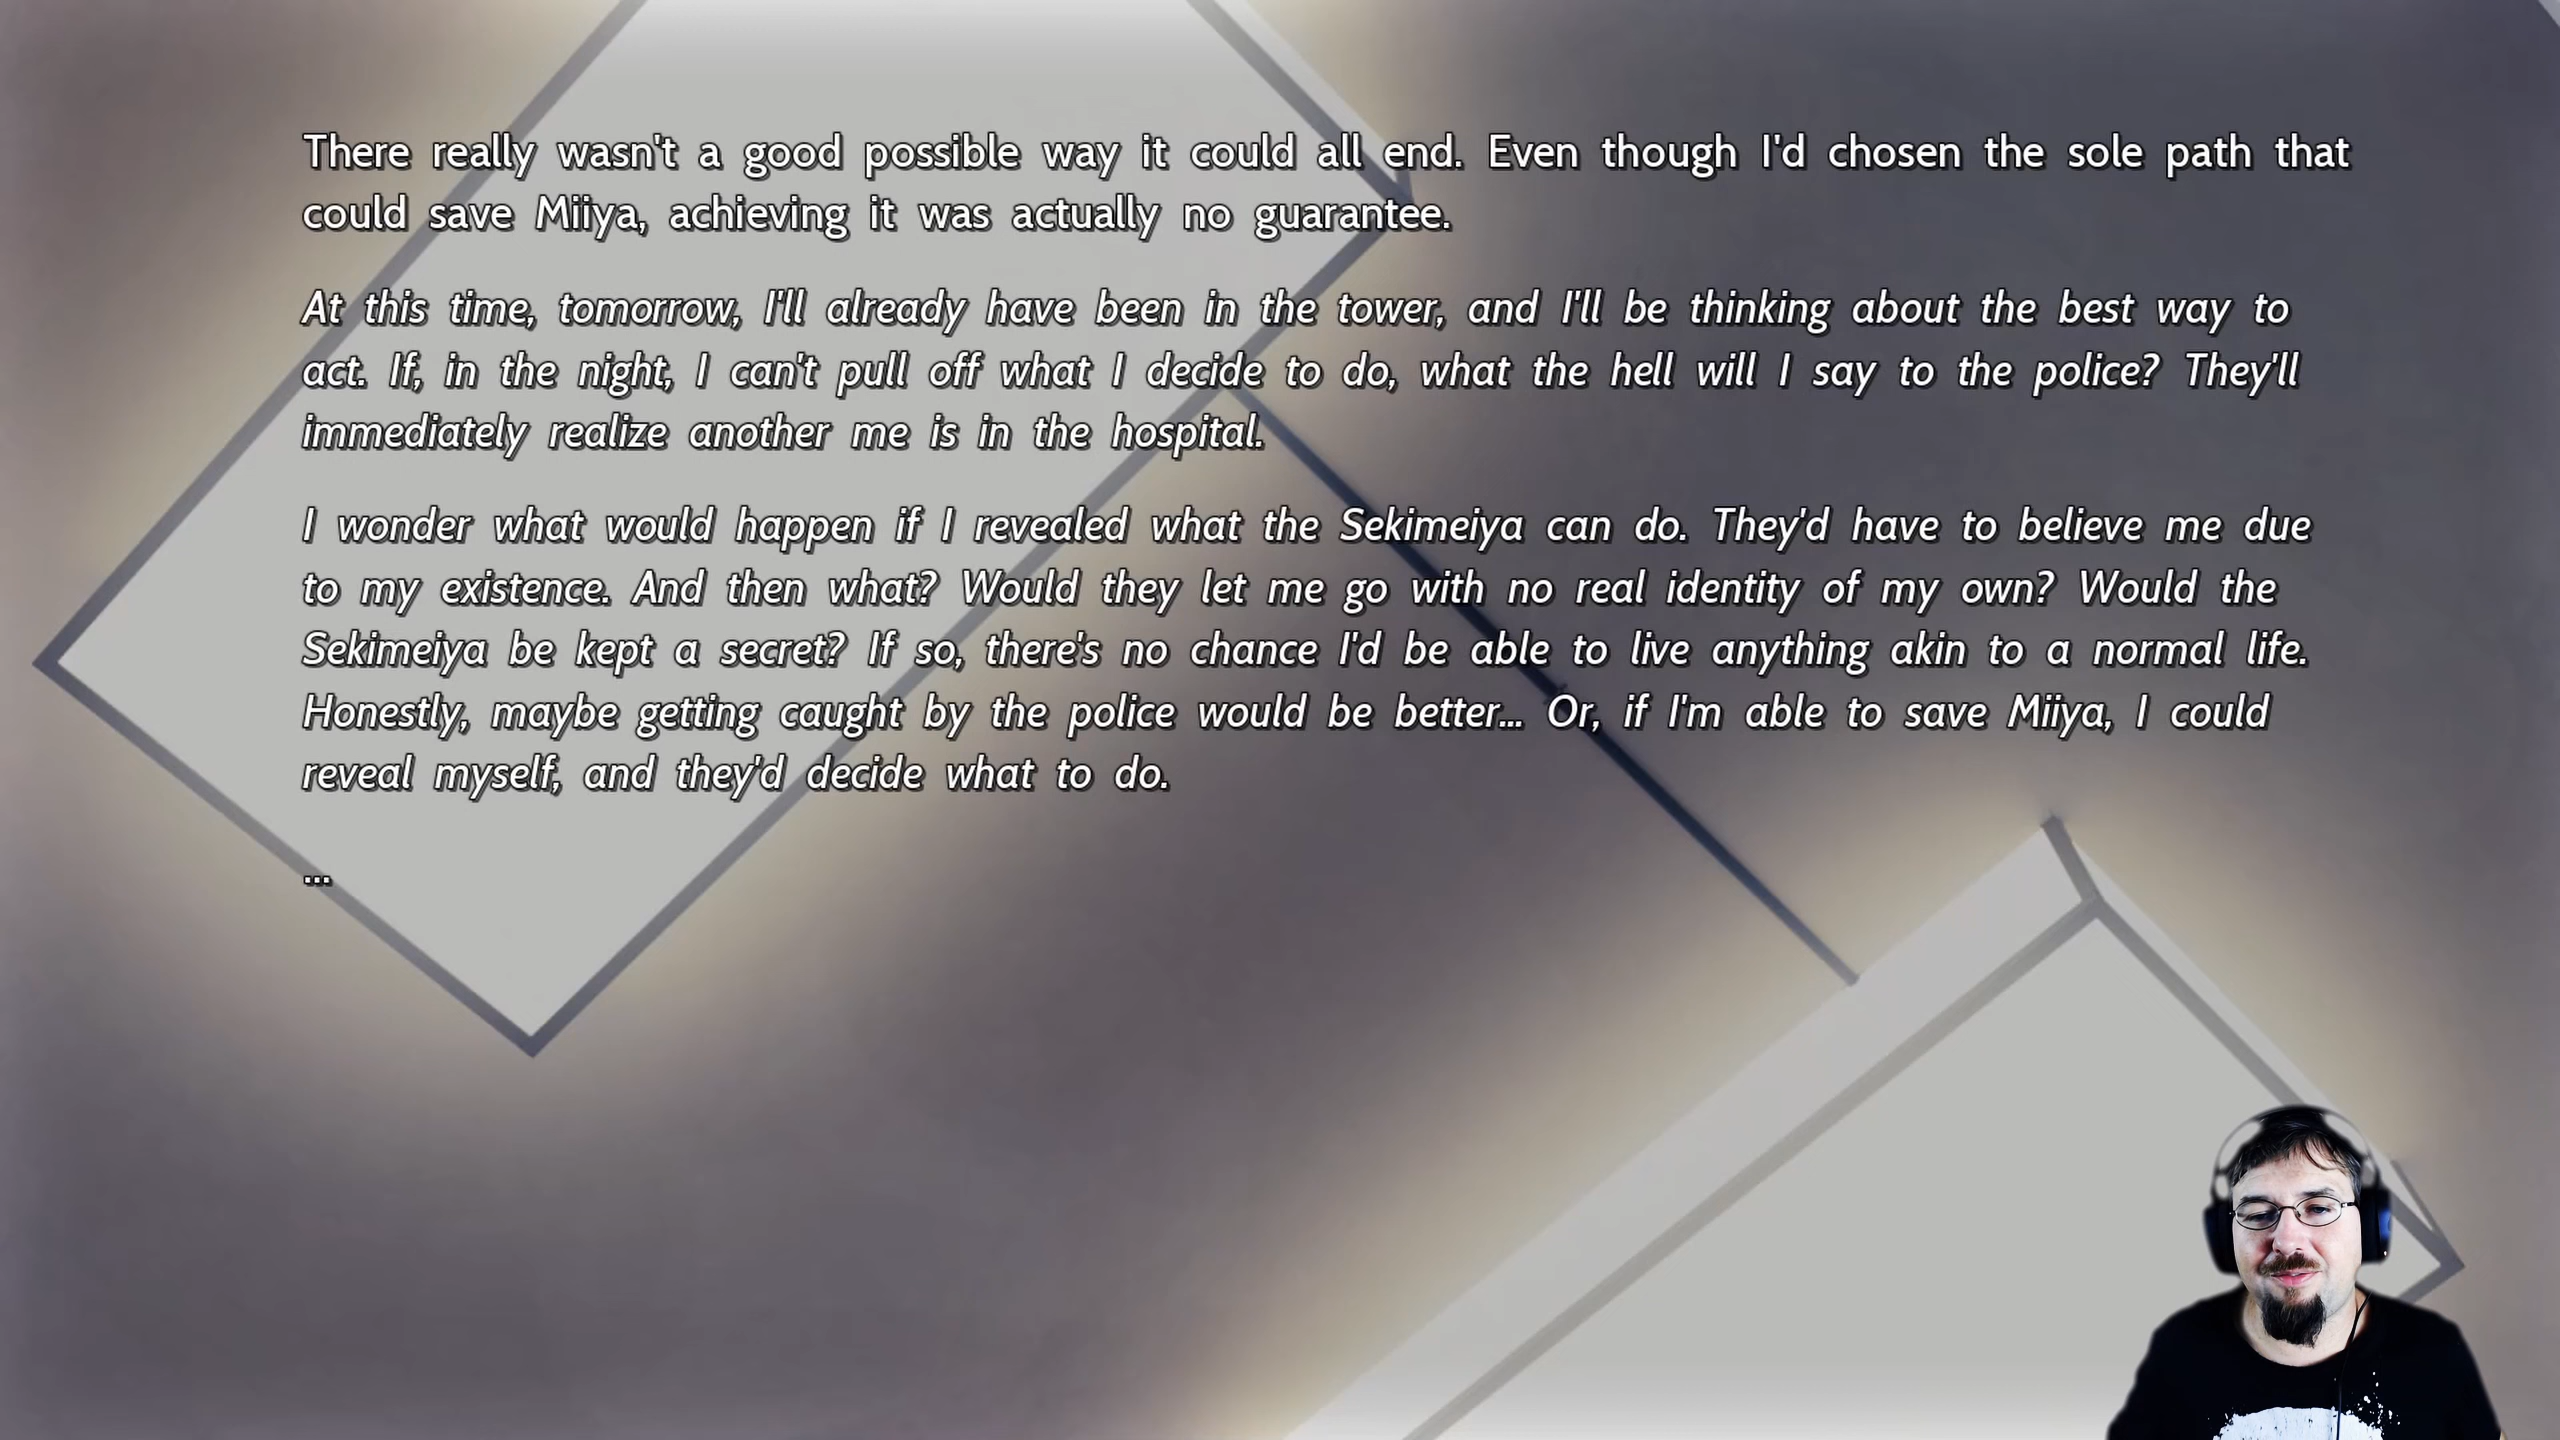 There really wasn't a good possible way it could all end. Even though I'd chosen the sole path that
could save Miiya, achieving it was actually no guarantee.
At this time, tomorrow, I'll already have been in the tower, and I'll be thinking about the best way to
act. If, in the night, I can't pull off what I decide to do, what the hell will I say to the police? They'll
immediately realize another me is in the hospital.
I wonder what would happen if I revealed what the Sekimeiya can do. They'd have to believe me due
to my existence. And then what? Would they let me go with no real identity of my own? Would the
Sekimeiya be kept a secret? If so, there's no chance I'd be able to live anything akin to a normal life.
Honestly, maybe getting caught by the police would be better... Or, if I'm able to save Miiya, I could
reveal myself, and they'd decide what to do.
...